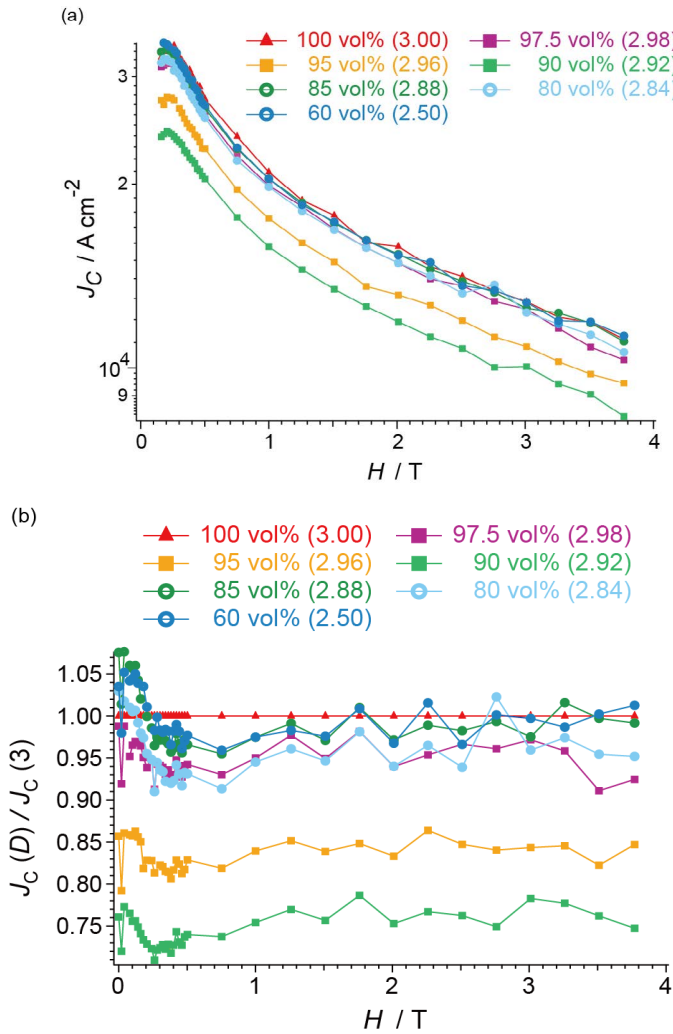 (a)
100 vol% (3.00)
97.5 vol% (2.98)
95 vol% (2.96)
90 vol% (2.92)
85 vol% (2.88)
80 vol% (2.84)
60 vol% (2.50)
3
2
10⁴
9
J_C / A cm⁻²
0 1 2 3 4
H / T
(b)
100 vol% (3.00)
97.5 vol% (2.98)
95 vol% (2.96)
90 vol% (2.92)
85 vol% (2.88)
80 vol% (2.84)
60 vol% (2.50)
1.05
1.00
0.95
0.90
0.85
0.80
0.75
J_C (D) / J_C (3)
0 1 2 3 4
H / T